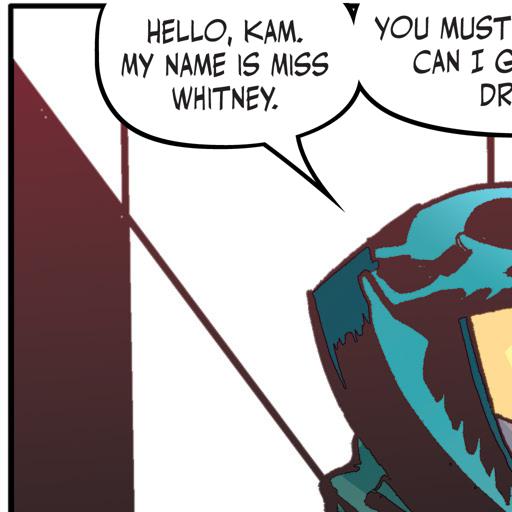 HELLO, KAM.
MY NAME IS MISS
WHITNEY.
YOU MUST
CAN I G
DR